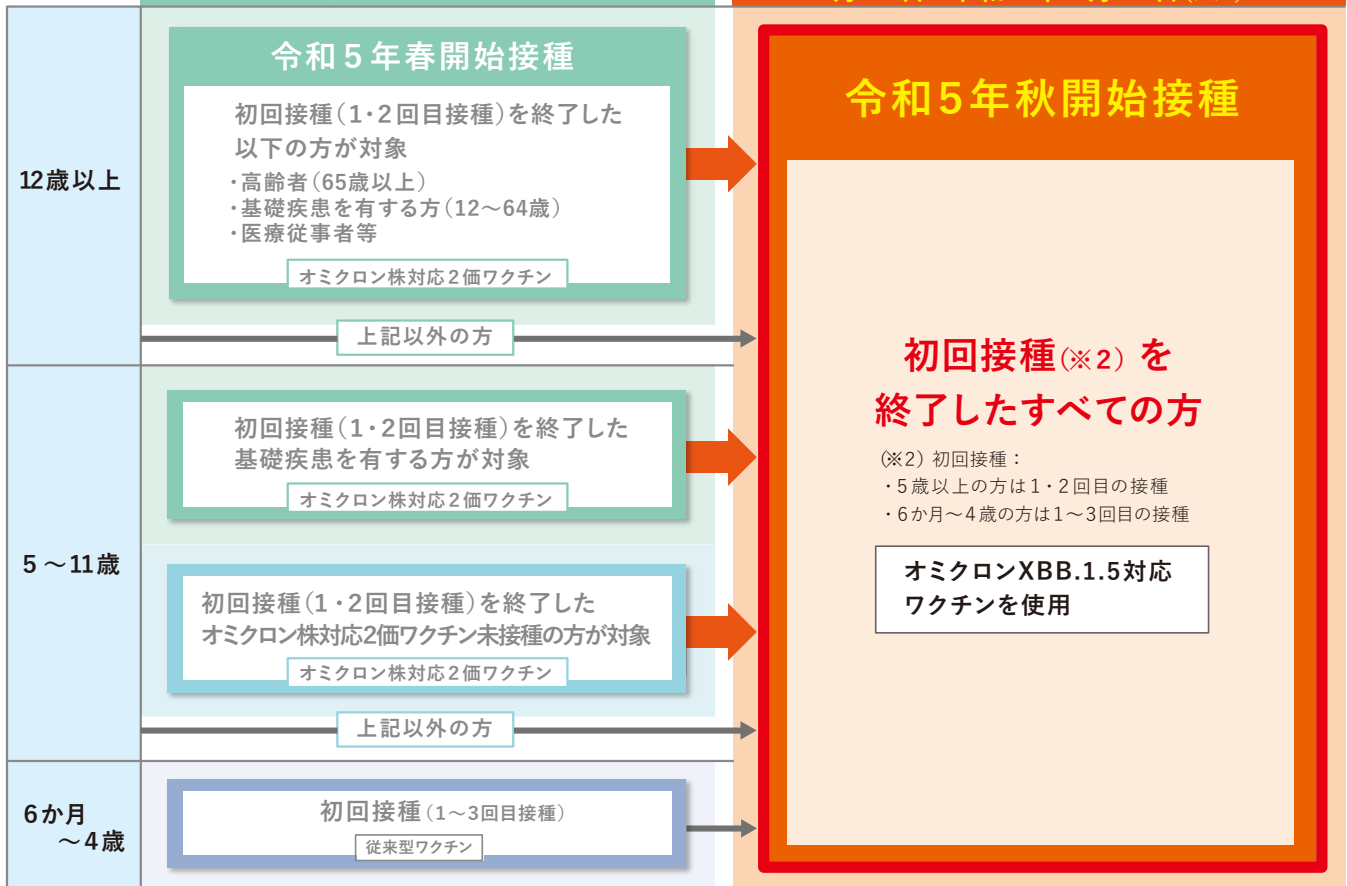 12歳以上
令和5年春開始接種
初回接種(1・2回目接種)を終了した
以下の方が対象
・高齢者(65歳以上)
・基礎疾患を有する方(12〜64歳)
・医療従事者等
オミクロン株対応2価ワクチン
上記以外の方
5〜11歳
初回接種(1・2回目接種)を終了した
基礎疾患を有する方が対象
オミクロン株対応2価ワクチン
初回接種(1・2回目接種)を終了した
オミクロン株対応2価ワクチン未接種の方が対象
オミクロン株対応2価ワクチン
上記以外の方
6か月
〜4歳
初回接種(1〜3回目接種)
従来型ワクチン
令和5年秋開始接種
初回接種(※2)を
終了したすべての方
(※2)初回接種:
・5歳以上の方は1・2回目の接種
・6か月〜4歳の方は1〜3回目の接種
オミクロンXBB.1.5対応
ワクチンを使用